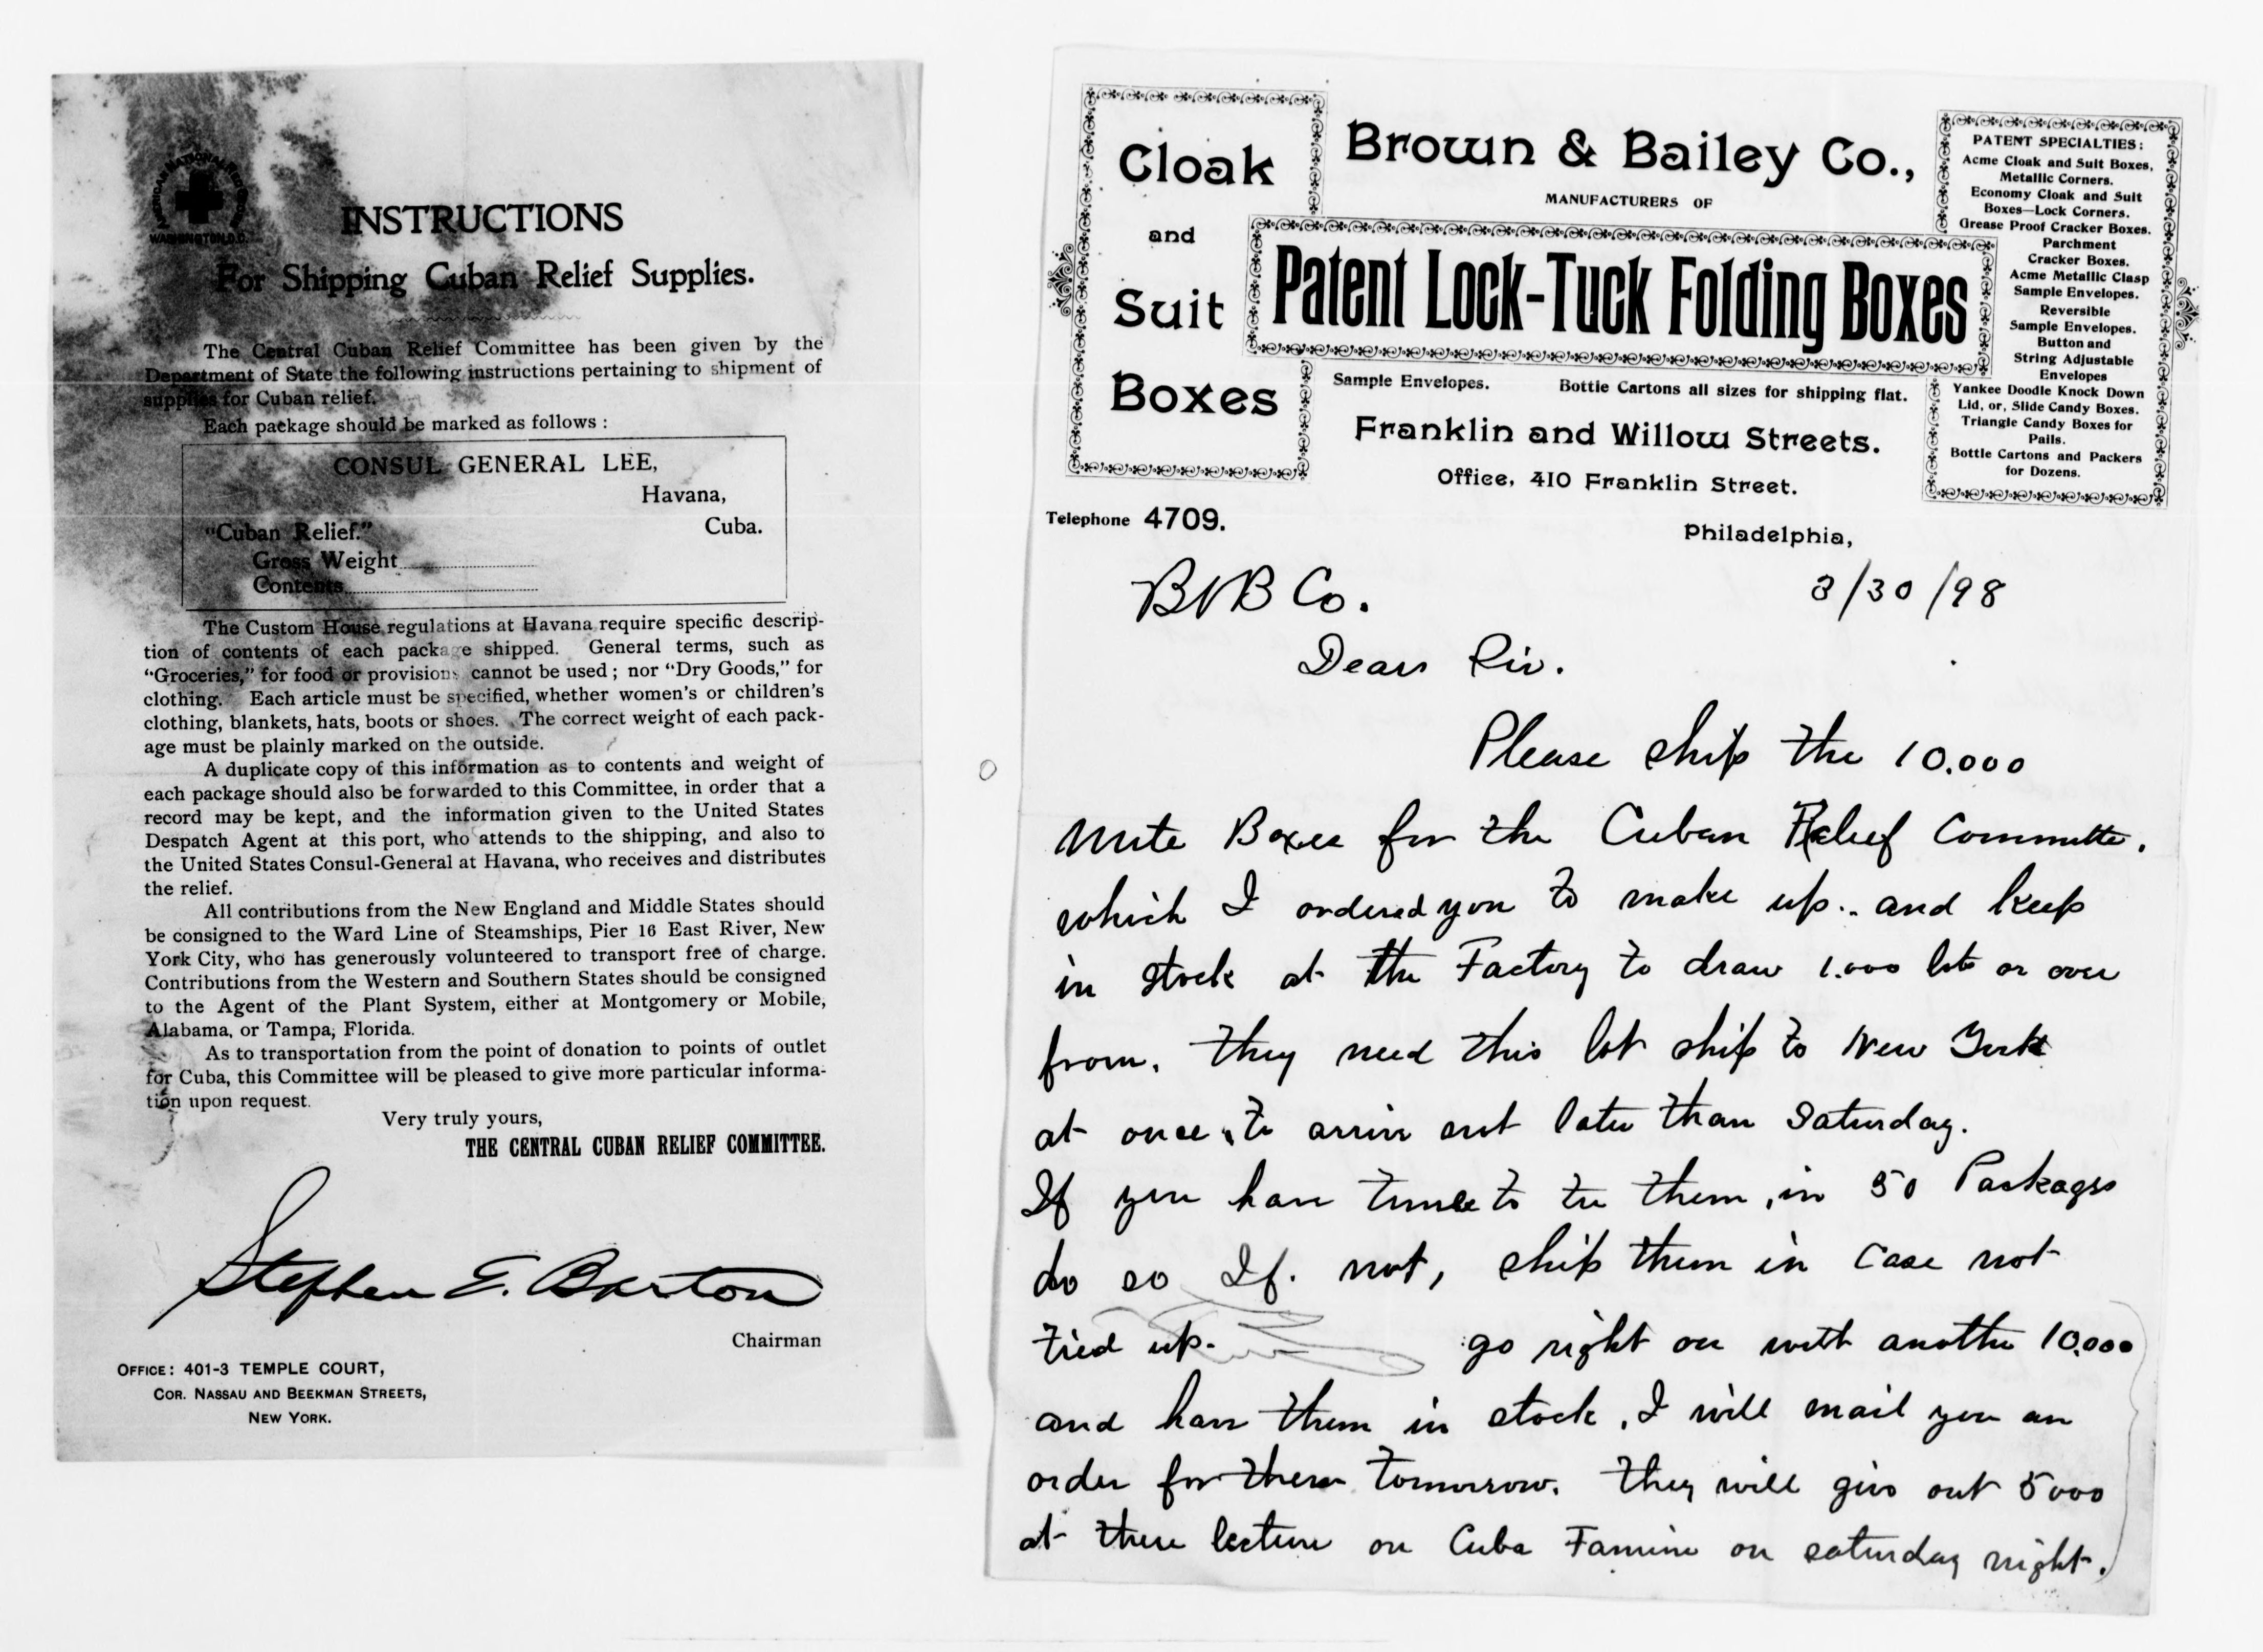 AMERICAN NATIONAL RED CROSS
WASHINGTON, D.C.
INSTRUCTIONS
For Shipping Cuban Relief Supplies.
The Central Cuban Relief Committee has been given by the
Department of State the following instructions pertaining to shipment of
supplies for Cuban relief.
Each package should be marked as follows :
CONSUL GENERAL LEE,
Havana,
Cuba.
"Cuban Relief."
Gross Weight
Contents
The Custom House regulations at Havana require specific descrip-
tion of contents of each package shipped. General terms, such as
"Groceries," for food or provisions cannot be used ; nor "Dry Goods," for
clothing. Each article must be specified, whether women's or children's
clothing, blankets, hats, boots or shoes. The correct weight of each pack-
age must be plainly marked on the outside.
A duplicate copy of this information as to contents and weight of
each package should also be forwarded to this Committee, in order that a
record may be kept, and the information given to the United States
Despatch Agent at this port, who attends to the shipping, and also to
the United States Consul-General at Havana, who receives and distributes
the relief.
All contributions from the New England and Middle States should
be consigned to the Ward Line of Steamships, Pier 16 East River, New
York City, who has generously volunteered to transport free of charge.
Contributions from the Western and Southern States should be consigned
to the Agent of the Plant System, either at Montgomery or Mobile,
Alabama, or Tampa, Florida.
As to transportation from the point of donation to points of outlet
for Cuba, this Committee will be pleased to give more particular informa-
tion upon request.
Very truly yours,
THE CENTRAL CUBAN RELIEF COMMITTEE.
Stephen E. Barton
Chairman
OFFICE: 401-3 TEMPLE COURT,
COR. NASSAU AND BEEKMAN STREETS,
NEW YORK.
Cloak
and
Suit
Boxes
Brown & Bailey Co.,
MANUFACTURERS OF
Patent Lock-Tuck Folding Boxes
Sample Envelopes. Bottle Cartons all sizes for shipping flat.
Franklin and Willow Streets.
Office, 410 Franklin Street.
PATENT SPECIALTIES:
Acme Cloak and Suit Boxes,
Metallic Corners.
Economy Cloak and Suit
Boxes—Lock Corners.
Grease Proof Cracker Boxes.
Parchment
Cracker Boxes.
Acme Metallic Clasp
Sample Envelopes.
Reversible
Sample Envelopes.
Button and
String Adjustable
Envelopes
Yankee Doodle Knock Down
Lid, or, Slide Candy Boxes.
Triangle Candy Boxes for
Pails.
Bottle Cartons and Packers
for Dozens.
Telephone 4709.
Philadelphia,
3/30/98
B&B Co.
Dear Sir.
Please ship the 10.000
Mite Boxes for the Cuban Relief Committe.
which I ordered you to make up.. and keep
in stock at the Factory to draw 1.000 lots or over
from. they need this lot ship to New York
at once, to arrive not later than Saturday.
If you have time to tie them, in 50 Packages
do so If. not, ship them in case not
tied up. go right on with another 10.000
and have them in stock, I will mail you an
order for them tomorrow. they will give out 5000
at there lecture on Cuba Famine on saturday night.